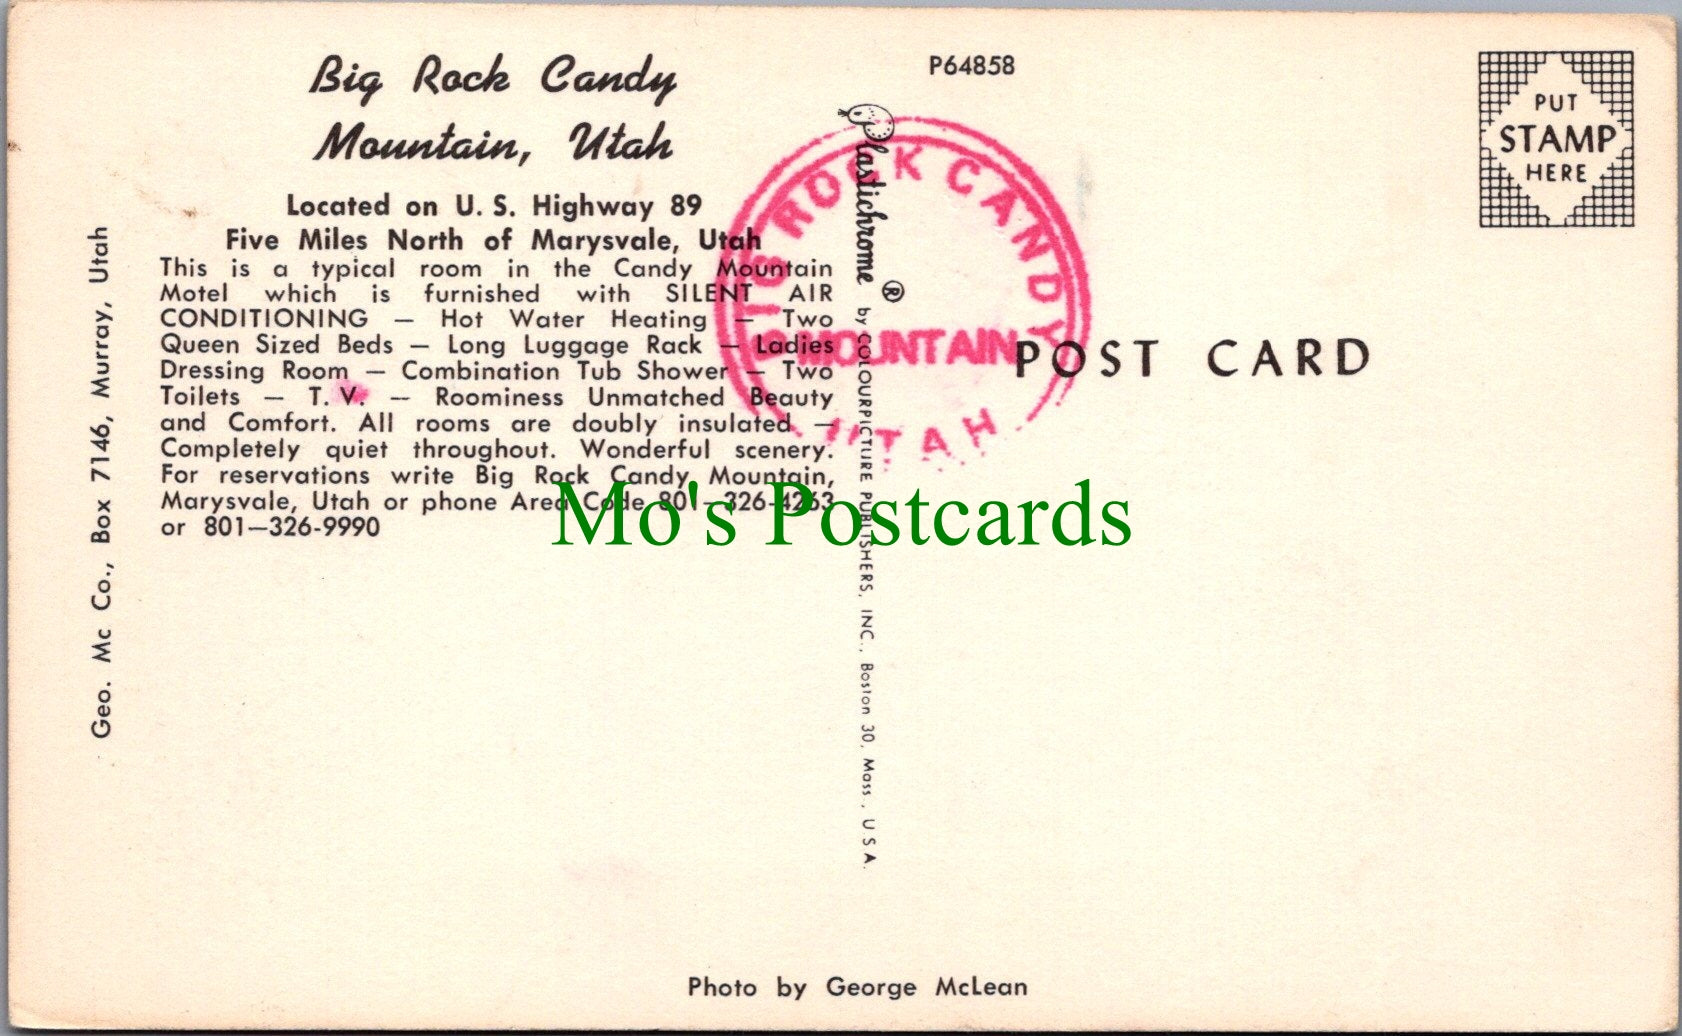 Big Rock Candy
Mountain, Utah
Located on U. S. Highway 89
Five Miles North of Marysvale, Utah
This is a typical room in the Candy Mountain
Motel which is furnished with SILENT AIR
CONDITIONING — Hot Water Heating — Two
Queen Sized Beds — Long Luggage Rack — Ladies
Dressing Room — Combination Tub Shower — Two
Toilets — T. V. — Roominess Unmatched Beauty
and Comfort. All rooms are doubly insulated —
Completely quiet throughout. Wonderful scenery.
For reservations write Big Rock Candy Mountain,
Marysvale, Utah or phone Area Code 801—326-4263
or 801—326-9990
Geo. Mc Co., Box 7146, Murray, Utah
P64858
Plastichrome ® by COLOURPICTURE PUBLISHERS, INC., Boston 30, Mass., U S A.
BIG ROCK CANDY
MOUNTAIN
UTAH
POST CARD
PUT
STAMP
HERE
Mo's Postcards
Photo by George McLean